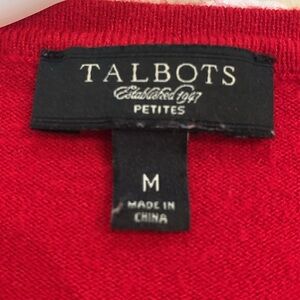 TALBOTS
Established 1947
PETITES
M
MADE IN
CHINA